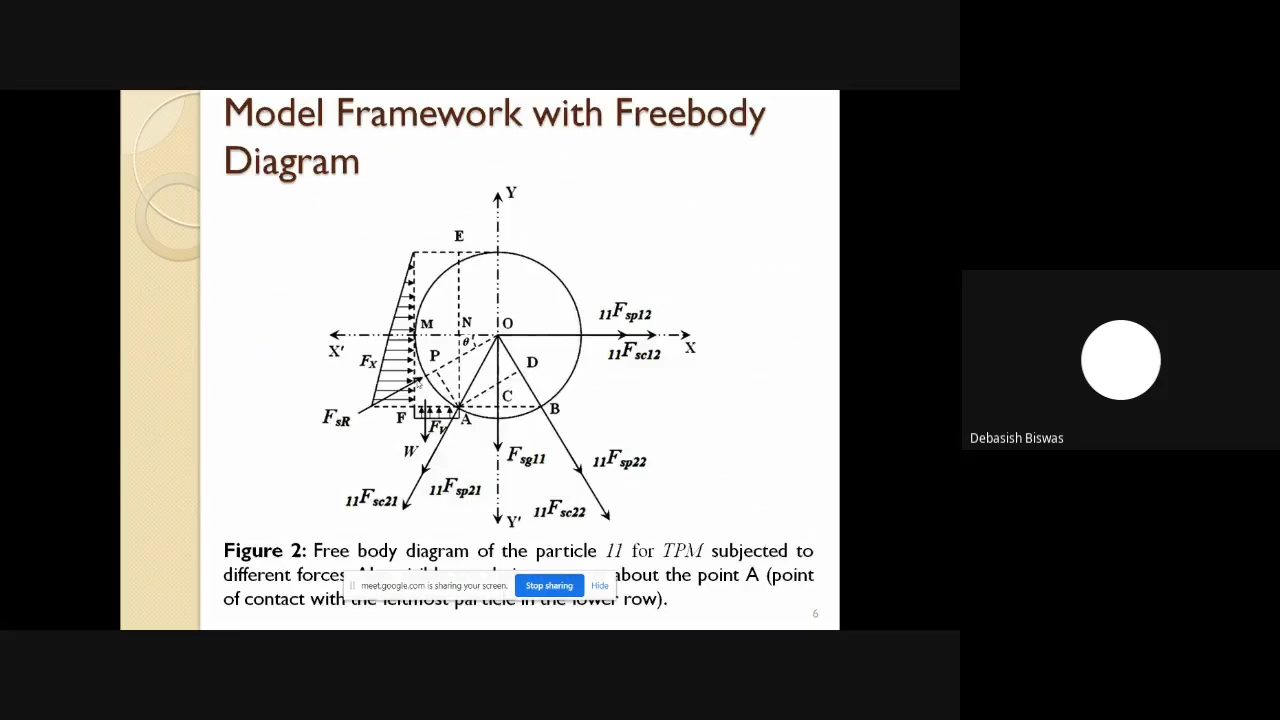 Model Framework with Freebody
Diagram
Y
E
11Fsp12
M
N
O
X'
X
11Fsc12
FX
θ'
P
D
C
B
FsR
F
FV
A
W
Fsg11
11Fsp22
11Fsc21
11Fsp21
11Fsc22
Y'
Debasish Biswas
Figure 2: Free body diagram of the particle 11 for TPM subjected to
different forces about the point A (point
meet.google.com is sharing your screen.
Stop sharing
Hide
of contact with the leftmost particle in the lower row).
6